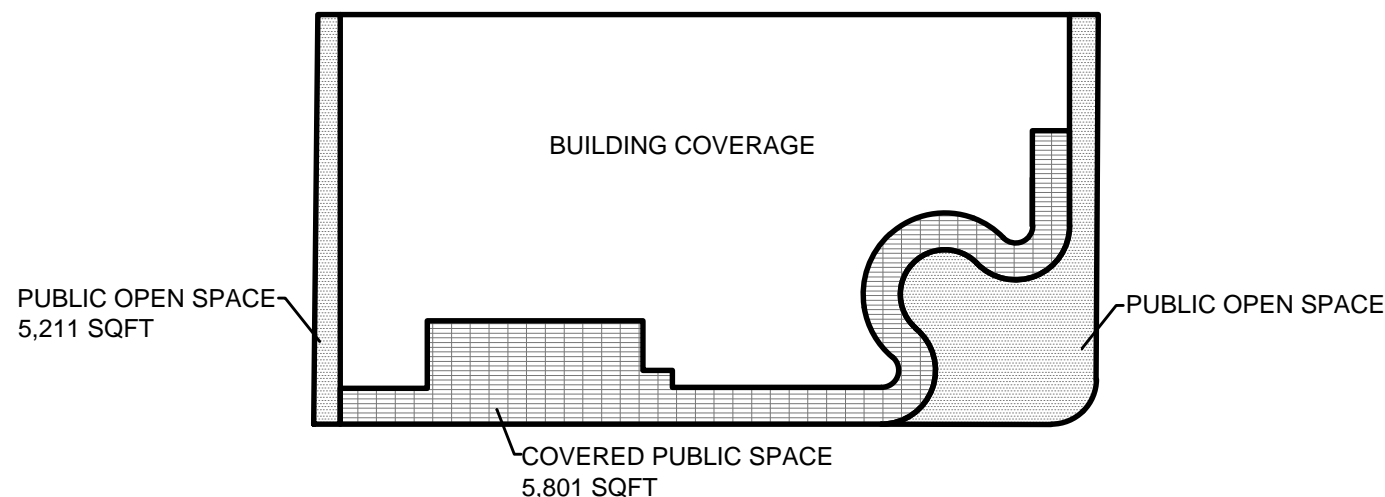 BUILDING COVERAGE
PUBLIC OPEN SPACE
5,211 SQFT
PUBLIC OPEN SPACE
COVERED PUBLIC SPACE
5,801 SQFT